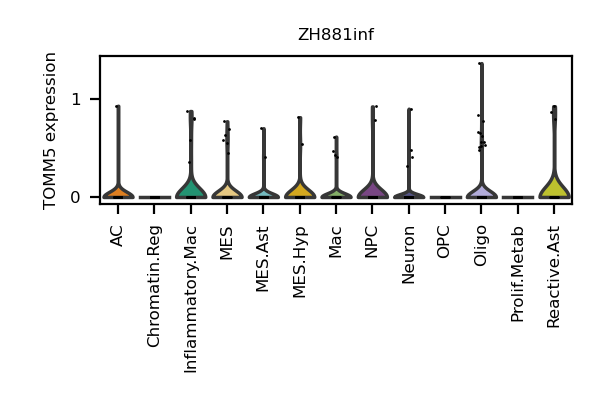 ZH881inf
TOMM5 expression
1
0
AC
Chromatin.Reg
Inflammatory.Mac
MES
MES.Ast
MES.Hyp
Mac
NPC
Neuron
OPC
Oligo
Prolif.Metab
Reactive.Ast